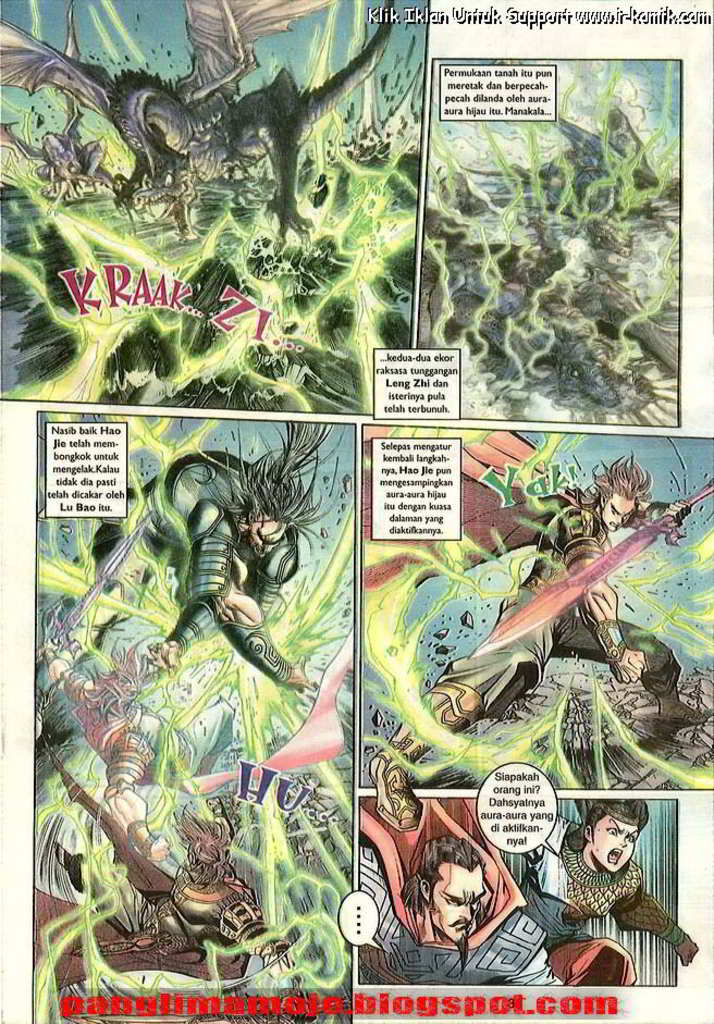 Klik Iklan Untuk Support www.ir-komik.com
Permukaan tanah itu pun
meretak dan berpecah-
pecah dilanda oleh aura-
aura hijau itu. Manakala...
KRAAK... ZI...
...kedua-dua ekor
raksasa tunggangan
Leng Zhi dan
isterinya pula
telah terbunuh.
Nasib baik Hao
Jie telah mem-
bongkok untuk
mengelak.Kalau
tidak dia pasti
telah dicakar oleh
Lu Bao itu.
Selepas mengatur
kembali langkah-
nya, Hao Jie pun
mengesampingkan
aura-aura hijau
itu dengan kuasa
dalaman yang
diaktifkannya.
Yak!
HU...
Siapakah
orang ini?
Dahsyatnya
aura-aura yang
di aktifkan-
nya!
....
panglimamoje.blogspot.com